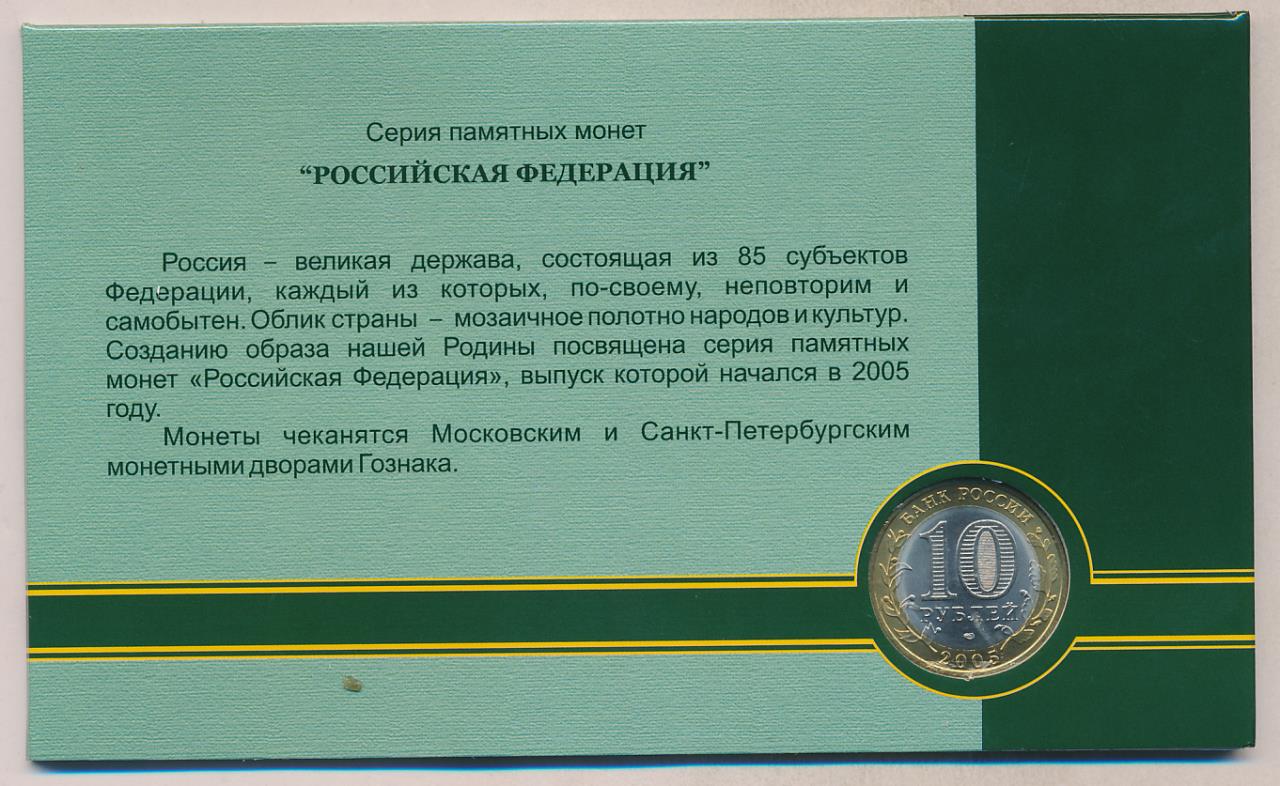 Серия памятных монет
“РОССИЙСКАЯ ФЕДЕРАЦИЯ”
Россия – великая держава, состоящая из 85 субъектов
Федерации, каждый из которых, по-своему, неповторим и
самобытен. Облик страны – мозаичное полотно народов и культур.
Созданию образа нашей Родины посвящена серия памятных
монет «Российская Федерация», выпуск которой начался в 2005
году.
Монеты чеканятся Московским и Санкт-Петербургским
монетными дворами Гознака.
БАНК РОССИИ
10
РУБЛЕЙ
2005